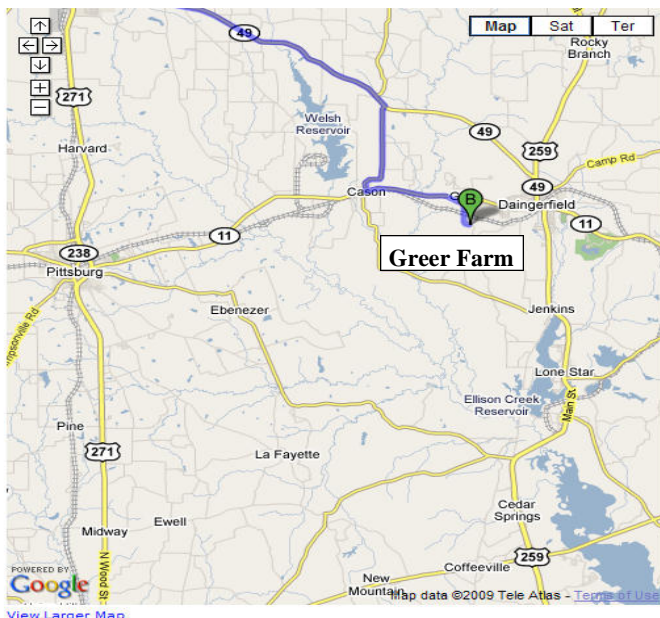 49
Map Sat Ter
Rocky
Branch
271
Welsh
Reservoir
259
Harvard
49
Camp Rd
49
Cason
Daingerfield
B
11
11
238
Greer Farm
Pittsburg
Ebenezer
Jenkins
Lone Star
Ellison Creek
Reservoir
Main St
Pine
271
La Fayette
Cedar
Springs
Ewell
Midway
259
N Wood St
Coffeeville
New
Mountain
POWERED BY
Google
Map data ©2009 Tele Atlas - Terms of Use
View Larger Map